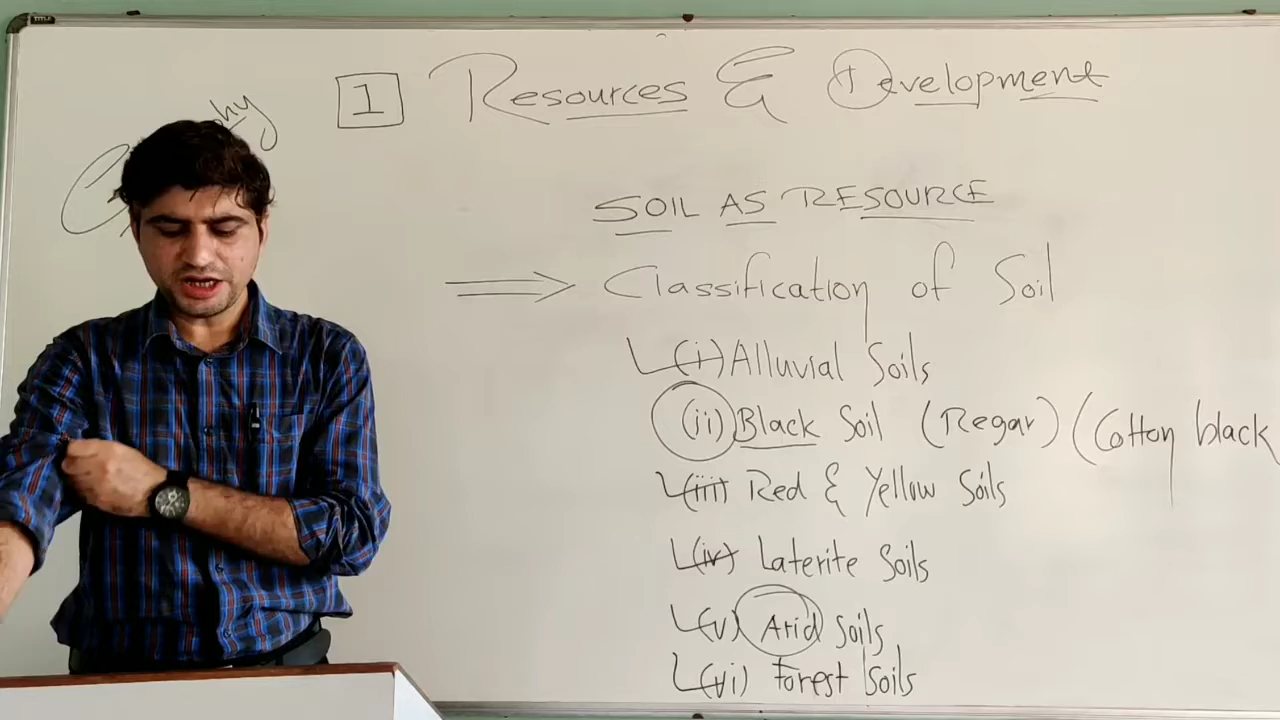 1 Resources & Development
SOIL AS RESOURCE
Classification of Soil
(i) Alluvial Soils
(ii) Black Soil (Regar) (Cotton black
(iii) Red & Yellow Soils
(iv) Laterite Soils
(v) Arid Soils
(vi) Forest Soils